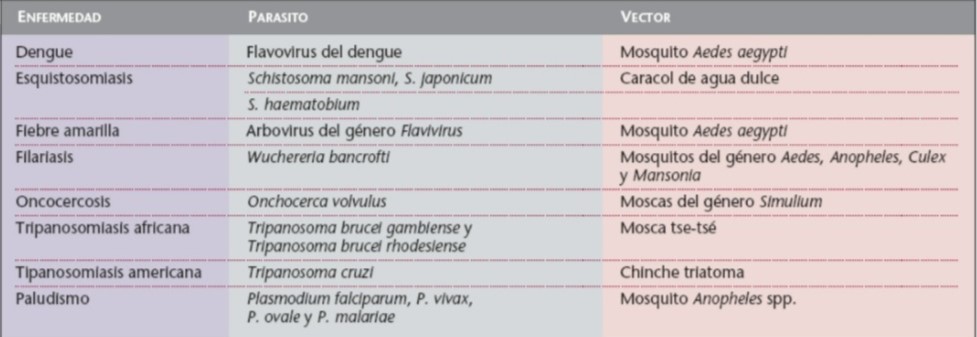 ENFERMEDAD PARASITO VECTOR
Dengue Flavovirus del dengue Mosquito Aedes aegypti
Esquistosomiasis Schistosoma mansoni, S. japonicum Caracol de agua dulce
S. haematobium
Fiebre amarilla Arbovirus del género Flavivirus Mosquito Aedes aegypti
Filariasis Wuchereria bancrofti Mosquitos del género Aedes, Anopheles, Culex
y Mansonia
Oncocercosis Onchocerca volvulus Moscas del género Simulium
Tripanosomiasis africana Tripanosoma brucei gambiense y Mosca tse-tsé
Tripanosoma brucei rhodesiense
Tipanosomiasis americana Tripanosoma cruzi Chinche triatoma
Paludismo Plasmodium falciparum, P. vivax, Mosquito Anopheles spp.
P. ovale y P. malariae